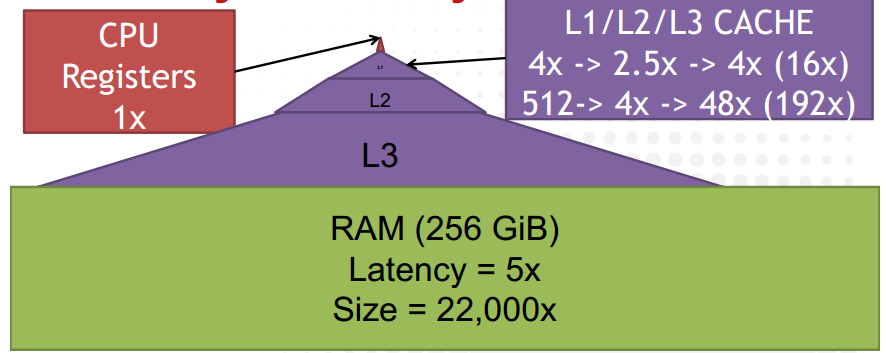 CPU
Registers
1x
L1/L2/L3 CACHE
4x -> 2.5x -> 4x (16x)
512-> 4x -> 48x (192x)
L1
L2
L3
RAM (256 GiB)
Latency = 5x
Size = 22,000x